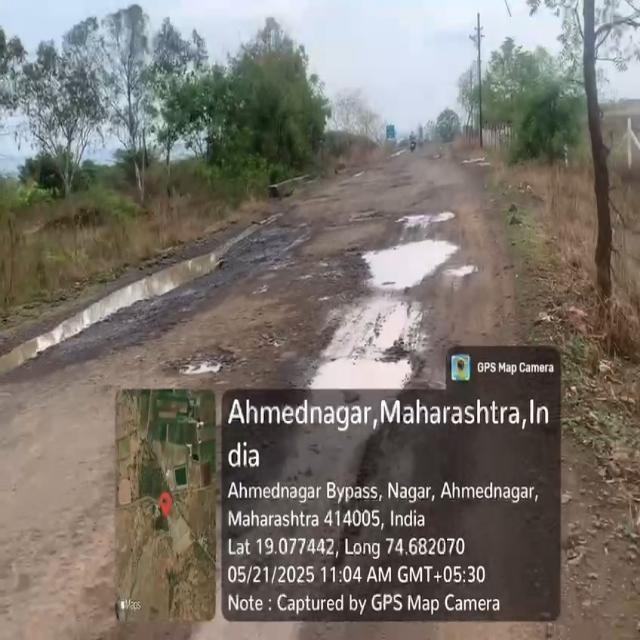 GPS Map Camera
Ahmednagar,Maharashtra,In
dia
Ahmednagar Bypass, Nagar, Ahmednagar,
Maharashtra 414005, India
Lat 19.077442, Long 74.682070
05/21/2025 11:04 AM GMT+05:30
Note : Captured by GPS Map Camera
Maps